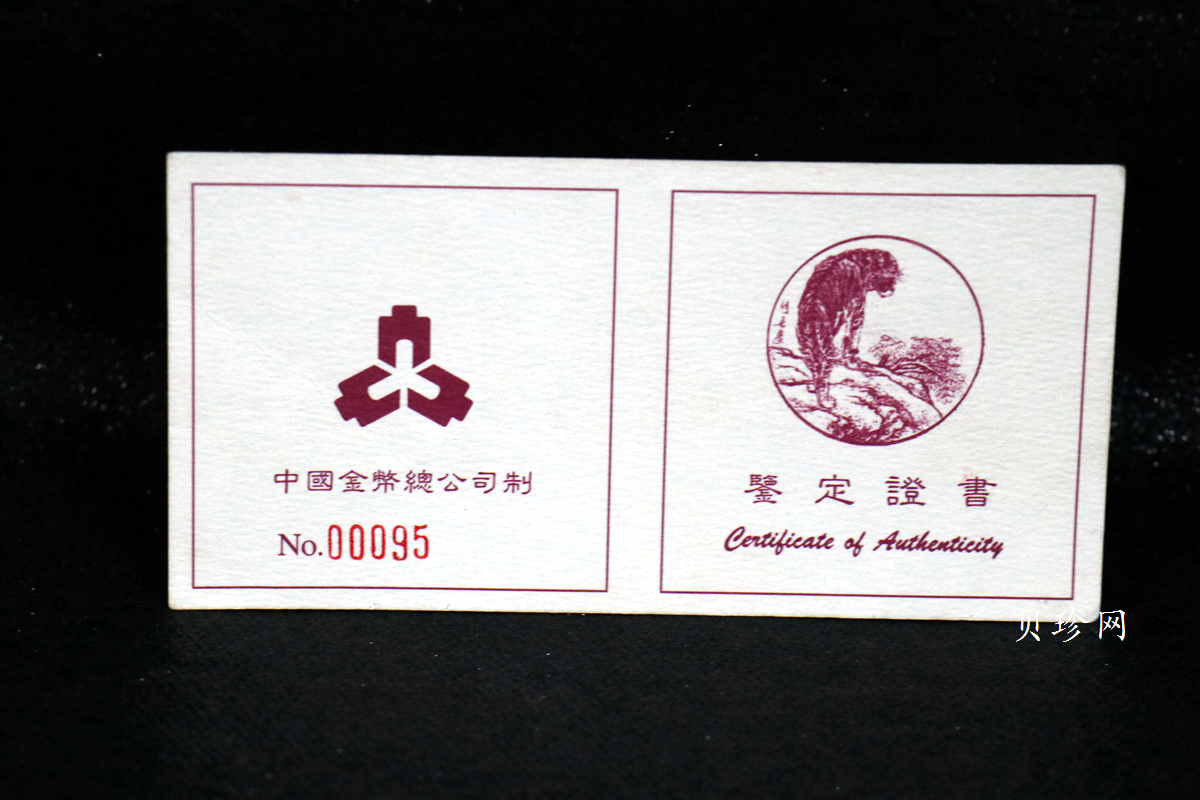 中國金幣總公司制
No.00095
鑒定證書
Certificate of Authenticity
贝珍网